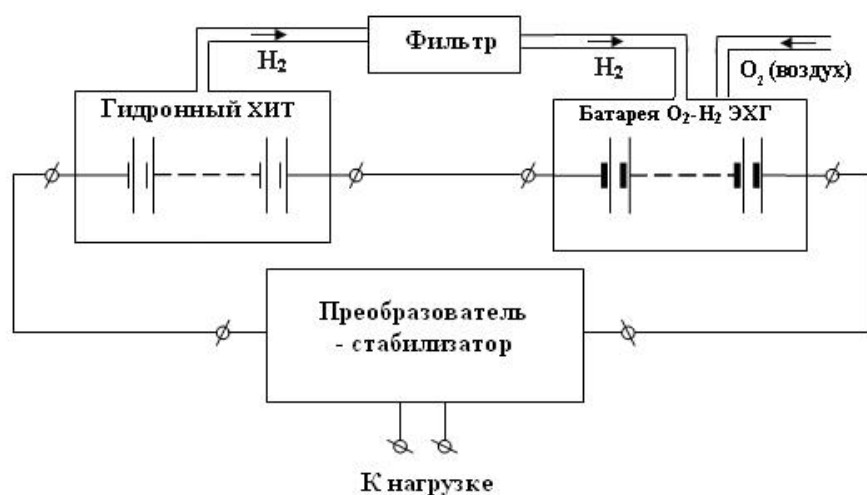 Фильтр
H₂
H₂
O₂ (воздух)
Гидронный ХИТ
Батарея O₂-H₂ ЭХГ
Преобразователь
- стабилизатор
К нагрузке